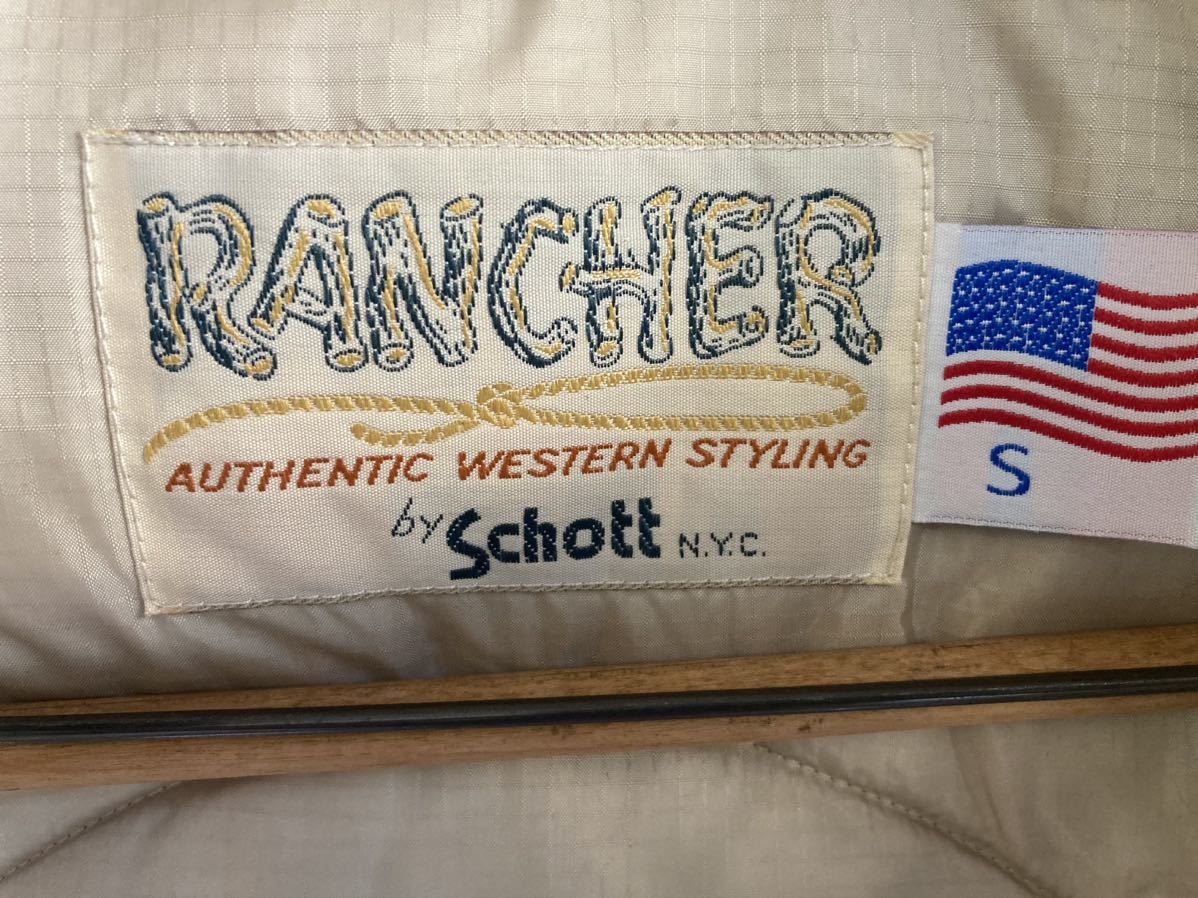 RANCHER
AUTHENTIC WESTERN STYLING
by Schott N.Y.C.
S